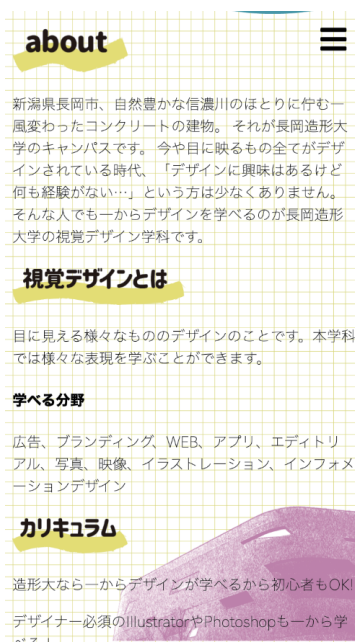 about
新潟県長岡市、自然豊かな信濃川のほとりに佇む一
風変わったコンクリートの建物。 それが長岡造形大
学のキャンパスです。 今や目に映るもの全てがデザ
インされている時代、「デザインに興味はあるけど
何も経験がない…」という方は少なくありません。
そんな人でも一からデザインを学べるのが長岡造形
大学の視覚デザイン学科です。
視覚デザインとは
目に見える様々なもののデザインのことです。本学科
では様々な表現を学ぶことができます。
学べる分野
広告、ブランディング、WEB、アプリ、エディトリ
アル、写真、映像、イラストレーション、インフォメ
ーションデザイン
カリキュラム
造形大なら一からデザインが学べるから初心者もOK!
デザイナー必須のIllustratorやPhotoshopも一から学